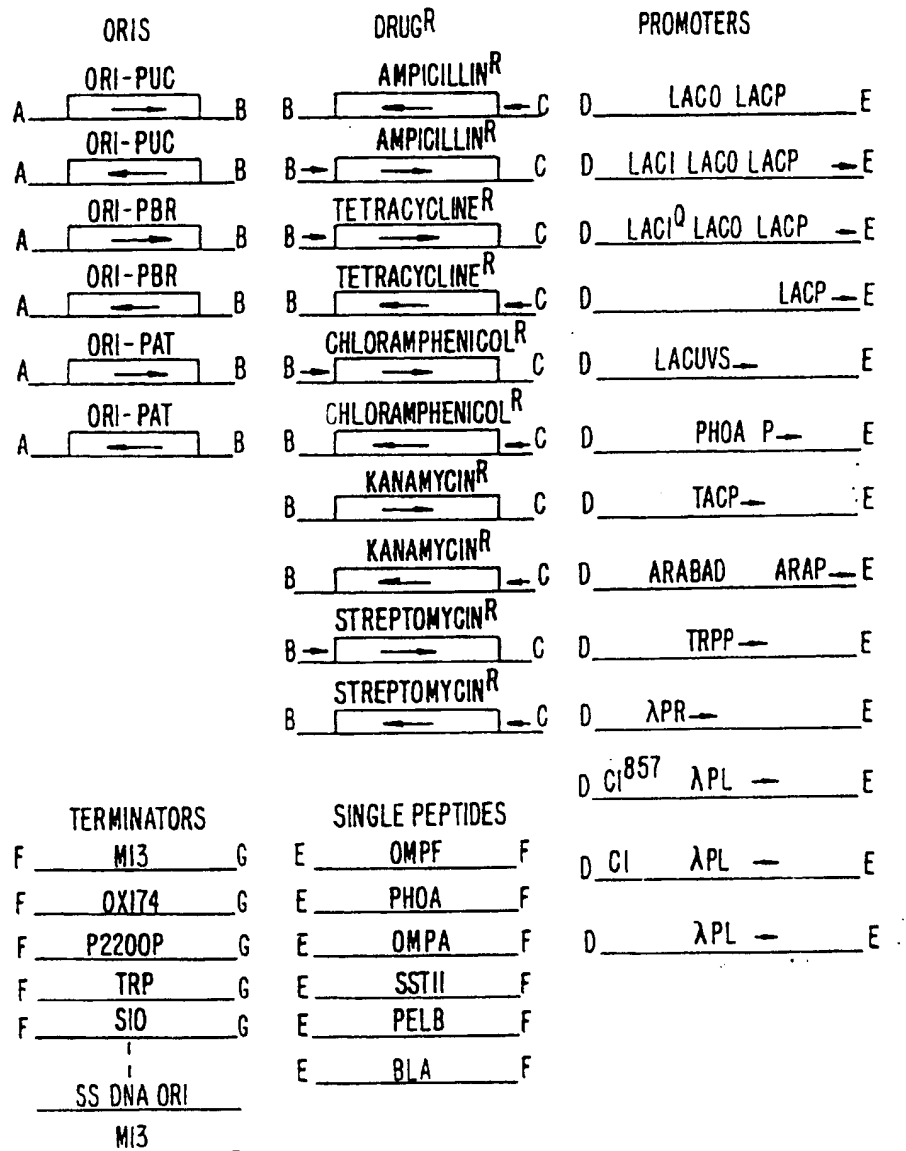 ORIS
A ORI-PUC B
A ORI-PUC B
A ORI-PBR B
A ORI-PBR B
A ORI-PAT B
A ORI-PAT B
DRUGR
B AMPICILLINR C
B AMPICILLINR C
B TETRACYCLINER C
B TETRACYCLINER C
B CHLORAMPHENICOLR C
B CHLORAMPHENICOLR C
B KANAMYCINR C
B KANAMYCINR C
B STREPTOMYCINR C
B STREPTOMYCINR C
PROMOTERS
D LACO LACP E
D LACI LACO LACP E
D LACIQ LACO LACP E
D LACP E
D LACUVS E
D PHOA P E
D TACP E
D ARABAD ARAP E
D TRPP E
D λPR E
D CI857 λPL E
D CI λPL E
D λPL E
TERMINATORS
F M13 G
F OXI74 G
F P22OOP G
F TRP G
F SIO G
SS DNA ORI
M13
SINGLE PEPTIDES
E OMPF F
E PHOA F
E OMPA F
E SSTII F
E PELB F
E BLA F